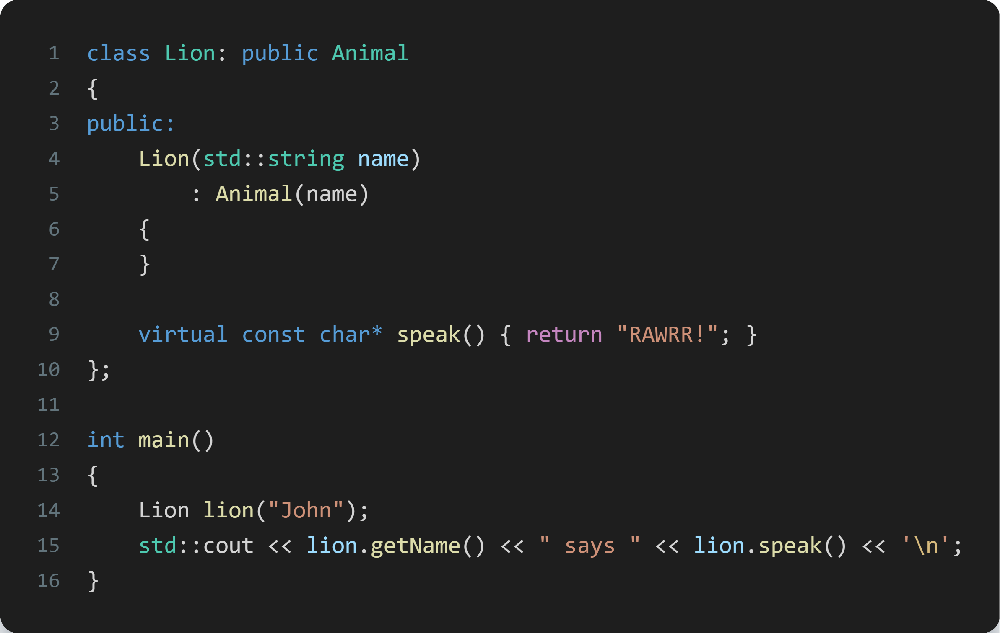 1 class Lion: public Animal
2 {
3 public:
4     Lion(std::string name)
5         : Animal(name)
6     {
7     }
8
9     virtual const char* speak() { return "RAWRR!"; }
10 };
11
12 int main()
13 {
14     Lion lion("John");
15     std::cout << lion.getName() << " says " << lion.speak() << '\n';
16 }